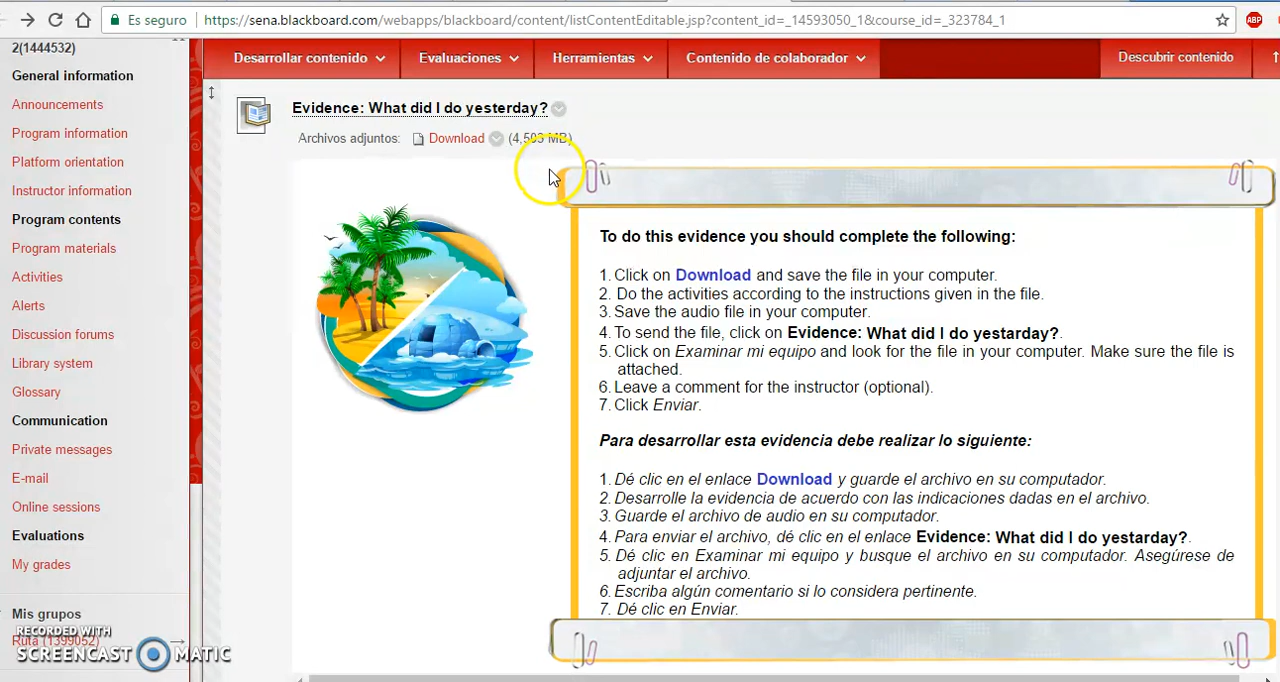 Es seguro https://sena.blackboard.com/webapps/blackboard/content/listContentEditable.jsp?content_id=_14593050_1&course_id=_323784_1
ABP
2(1444532)
General information
Announcements
Program information
Platform orientation
Instructor information
Program contents
Program materials
Activities
Alerts
Discussion forums
Library system
Glossary
Communication
Private messages
E-mail
Online sessions
Evaluations
My grades
Mis grupos
Ruta (1399052)
RECORDED WITH
SCREENCAST MATIC
Desarrollar contenido Evaluaciones Herramientas Contenido de colaborador Descubrir contenido
Evidence: What did I do yesterday?
Archivos adjuntos: Download (4,503 MB)
To do this evidence you should complete the following:
1. Click on Download and save the file in your computer.
2. Do the activities according to the instructions given in the file.
3. Save the audio file in your computer.
4. To send the file, click on Evidence: What did I do yestarday?.
5. Click on Examinar mi equipo and look for the file in your computer. Make sure the file is
attached.
6. Leave a comment for the instructor (optional).
7. Click Enviar.
Para desarrollar esta evidencia debe realizar lo siguiente:
1. Dé clic en el enlace Download y guarde el archivo en su computador.
2. Desarrolle la evidencia de acuerdo con las indicaciones dadas en el archivo.
3. Guarde el archivo de audio en su computador.
4. Para enviar el archivo, dé clic en el enlace Evidence: What did I do yestarday?.
5. Dé clic en Examinar mi equipo y busque el archivo en su computador. Asegúrese de
adjuntar el archivo.
6. Escriba algún comentario si lo considera pertinente.
7. Dé clic en Enviar.